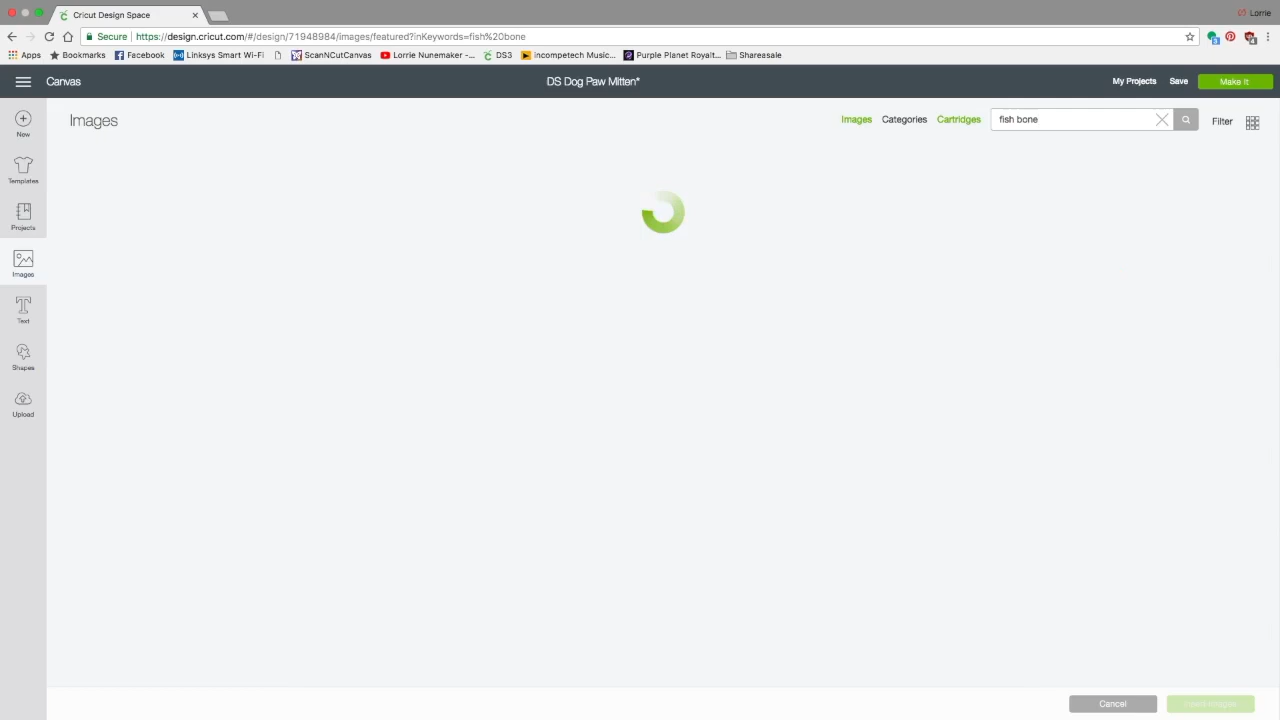 Cricut Design Space
Lorrie
Secure https://design.cricut.com/#/design/71948984/images/featured?inKeywords=fish%20bone
Apps Bookmarks Facebook Linksys Smart Wi-Fi ScanNCutCanvas Lorrie Nunemaker -... DS3 Incompetech Music... Purple Planet Royalt... Shareasale
Canvas DS Dog Paw Mitten* My Projects Save Make It
Images Images Categories Cartridges fish bone Filter
New
Templates
Projects
Images
Text
Shapes
Upload
Cancel Insert Images